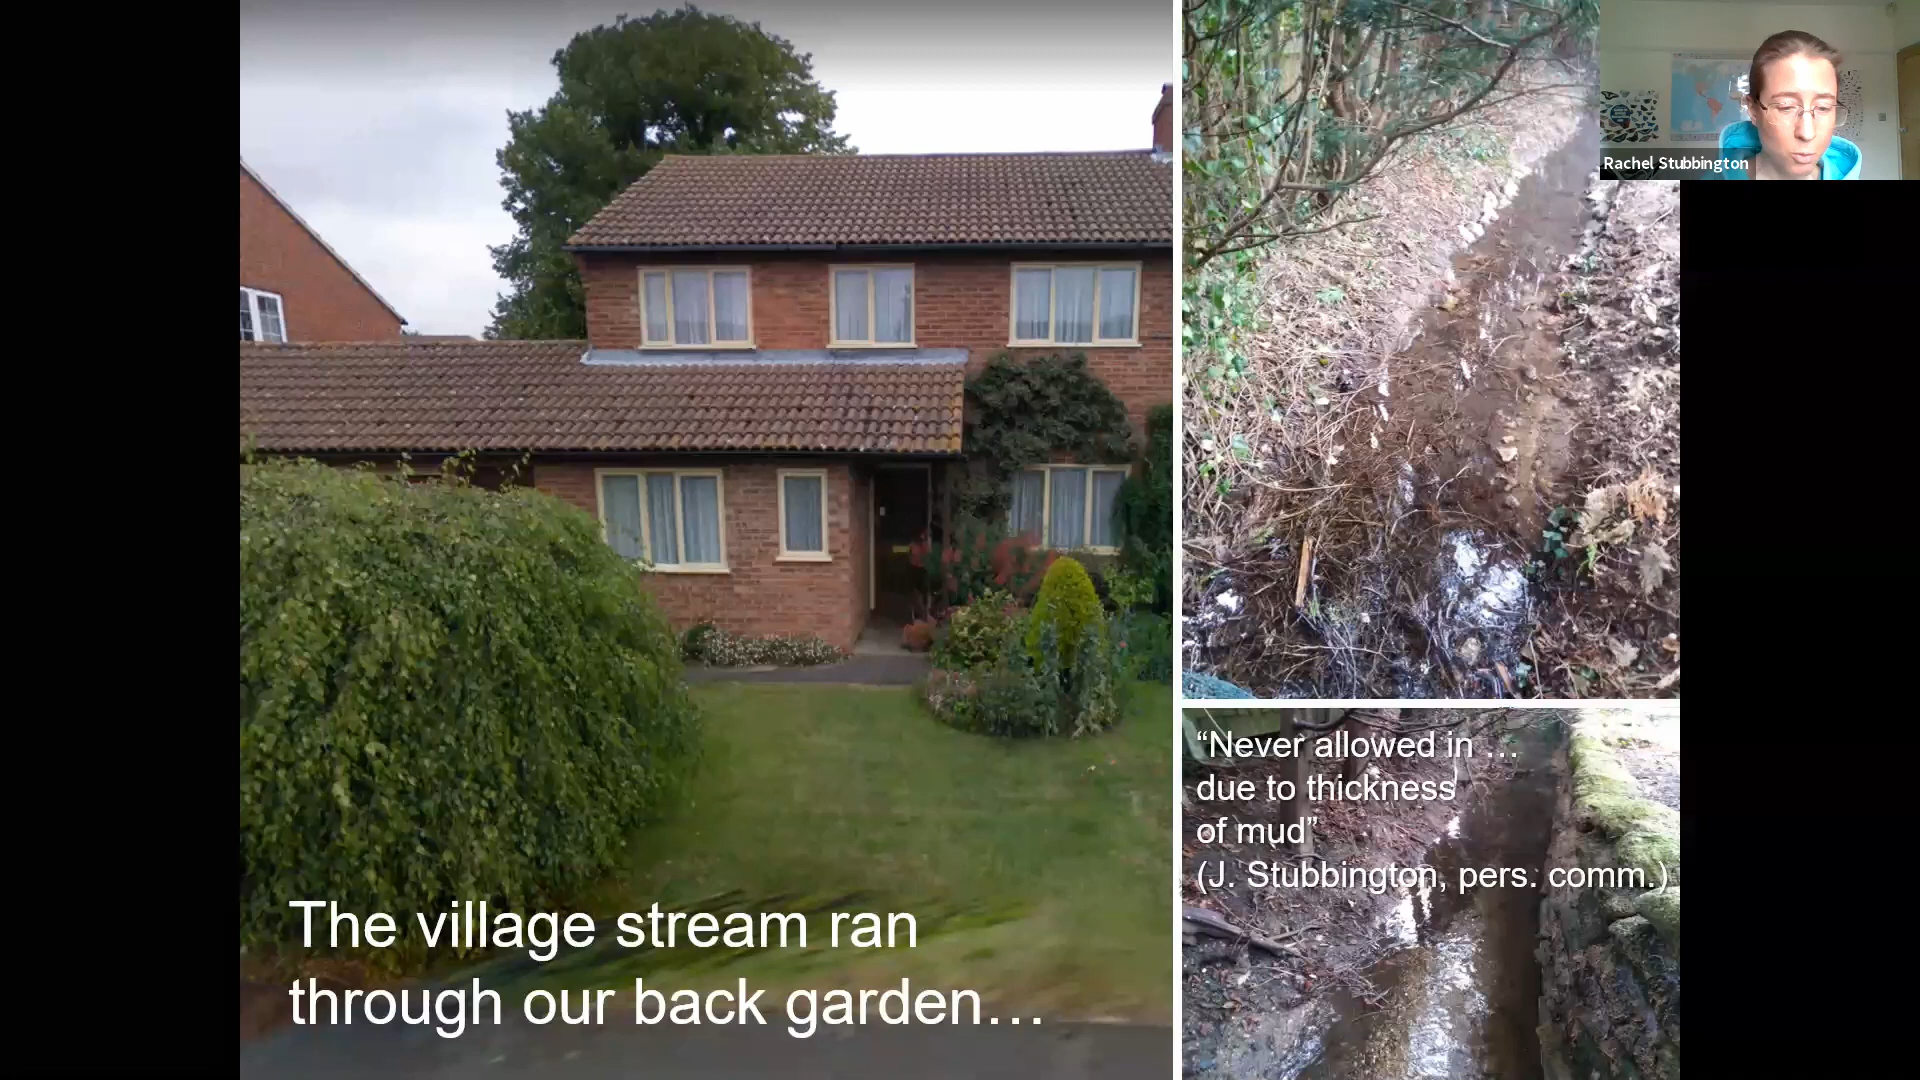 Rachel Stubbington
“Never allowed in …
due to thickness
of mud”
(J. Stubbington, pers. comm.)
The village stream ran
through our back garden…